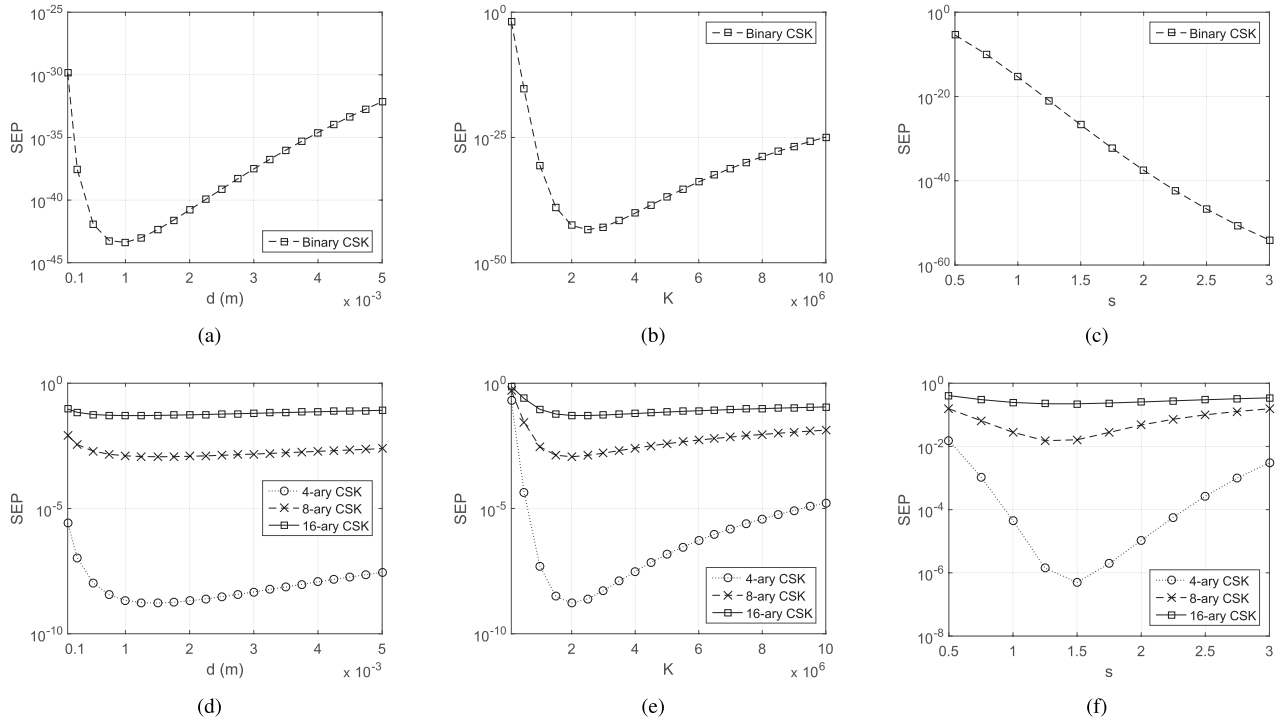 10^-25
10^-30
10^-35
10^-40
10^-45
SEP
Binary CSK
0.1 1 2 3 4 5
d (m)
x 10^-3
(a)
10^0
10^-25
10^-50
SEP
Binary CSK
2 4 6 8 10
K
x 10^6
(b)
10^0
10^-20
10^-40
10^-60
SEP
Binary CSK
0.5 1 1.5 2 2.5 3
s
(c)
10^0
10^-5
10^-10
SEP
4-ary CSK
8-ary CSK
16-ary CSK
0.1 1 2 3 4 5
d (m)
x 10^-3
(d)
10^0
10^-5
10^-10
SEP
4-ary CSK
8-ary CSK
16-ary CSK
2 4 6 8 10
K
x 10^6
(e)
10^0
10^-2
10^-4
10^-6
10^-8
SEP
4-ary CSK
8-ary CSK
16-ary CSK
0.5 1 1.5 2 2.5 3
s
(f)